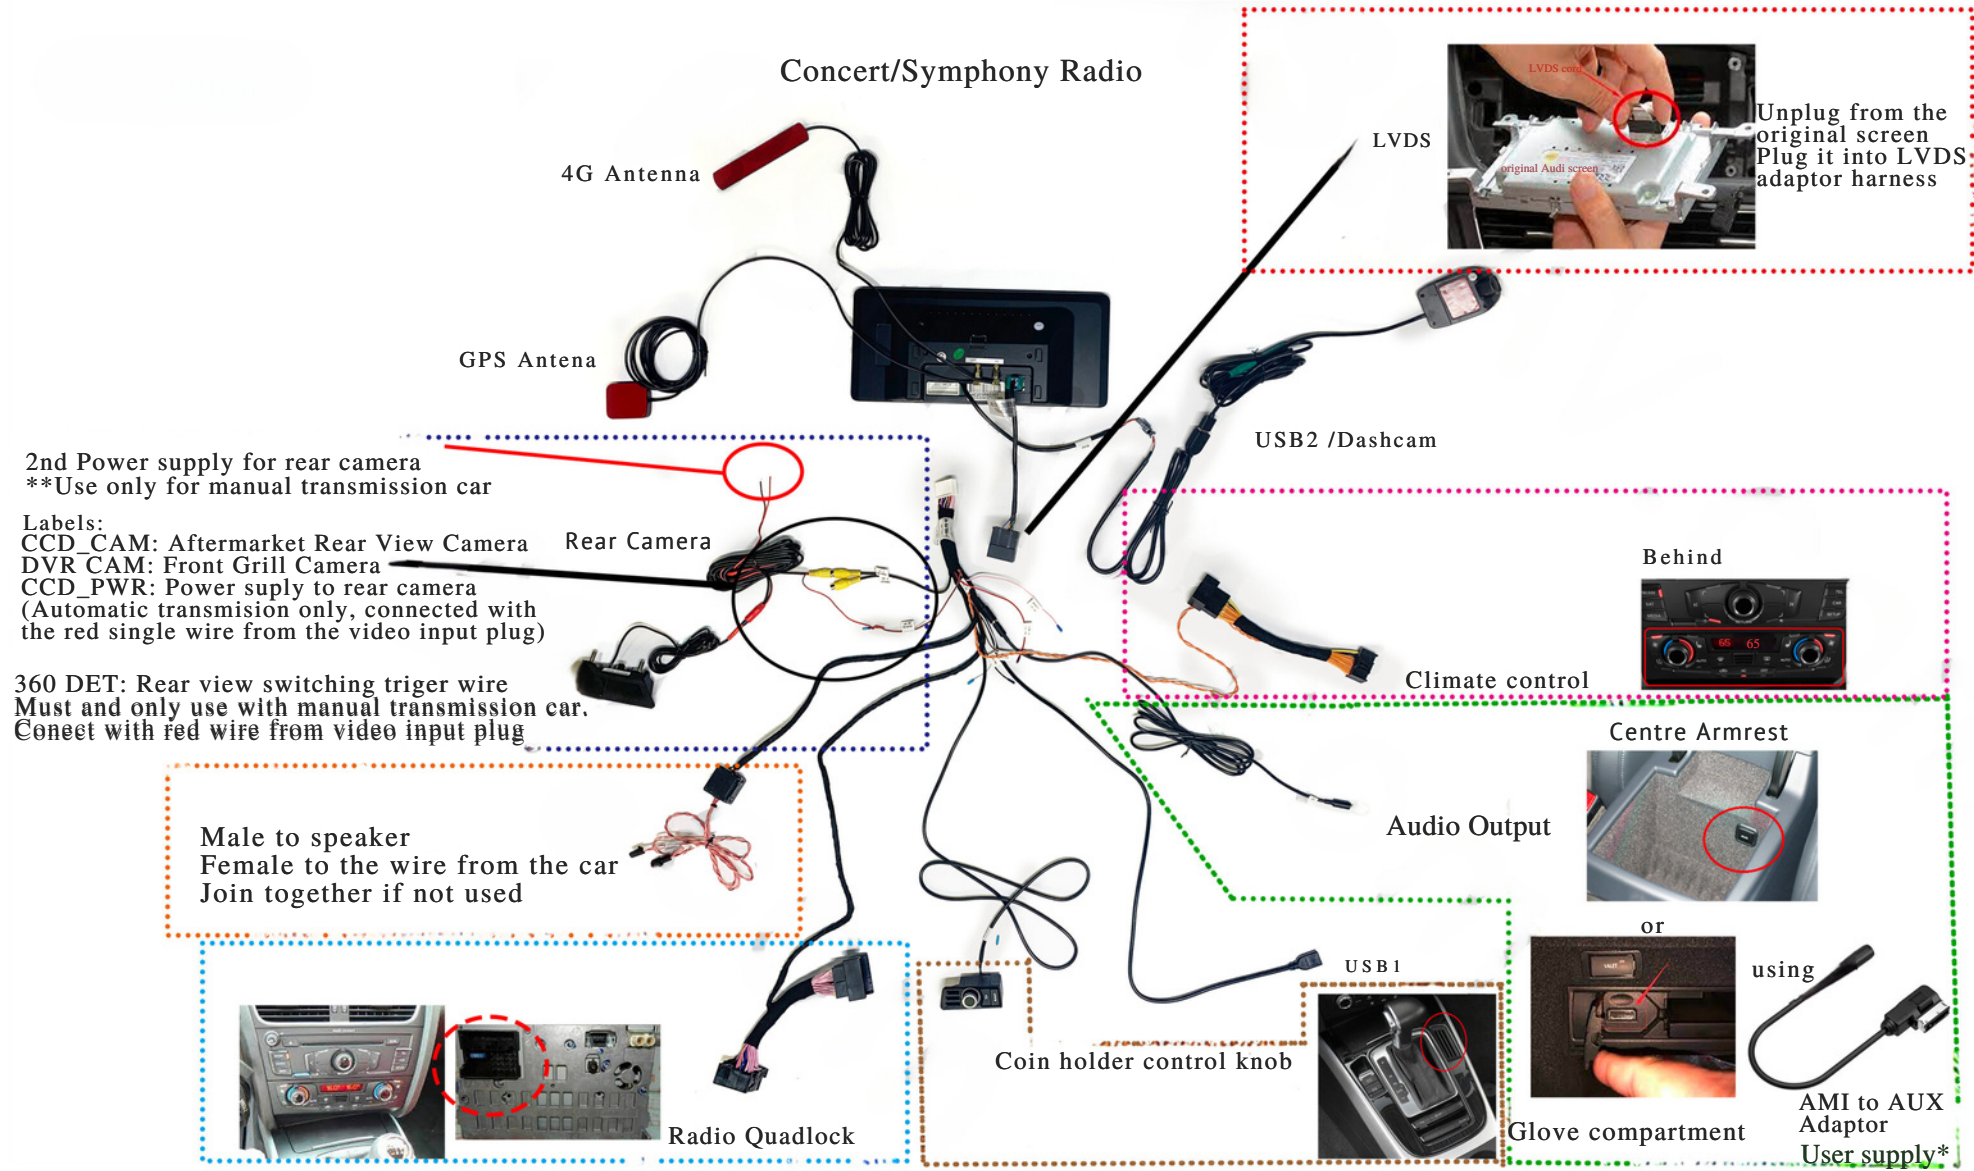 Concert/Symphony Radio
LVDS cord
original Audi screen
LVDS
Unplug from the
original screen
Plug it into LVDS
adaptor harness
4G Antenna
GPS Antena
USB2 /Dashcam
2nd Power supply for rear camera
**Use only for manual transmission car
Labels:
CCD_CAM: Aftermarket Rear View Camera
DVR CAM: Front Grill Camera
CCD_PWR: Power suply to rear camera
(Automatic transmision only, connected with
the red single wire from the video input plug)
Rear Camera
360 DET: Rear view switching triger wire
Must and only use with manual transmission car.
Conect with red wire from video input plug
Behind
65 65
Climate control
Centre Armrest
Audio Output
Male to speaker
Female to the wire from the car
Join together if not used
or
using
USB1
Coin holder control knob
Radio Quadlock
Glove compartment
AMI to AUX
Adaptor
User supply*